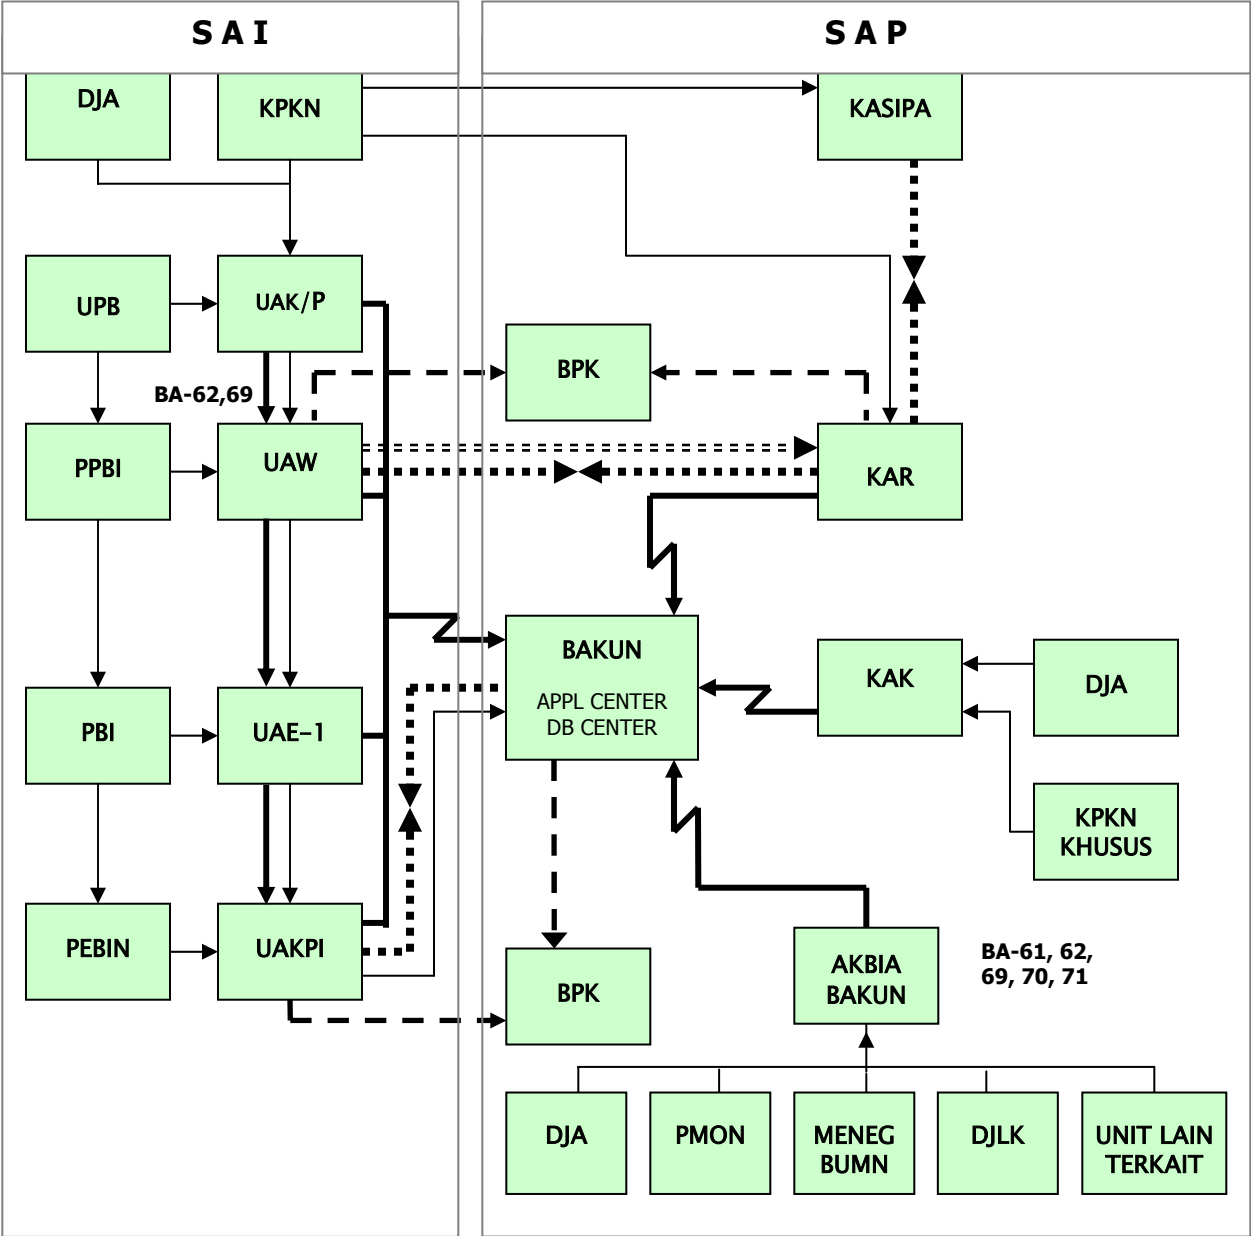 S A I
S A P
DJA
KPKN
KASIPA
UPB
UAK/P
BA-62,69
BPK
PPBI
UAW
KAR
BAKUN
APPL CENTER
DB CENTER
KAK
DJA
PBI
UAE-1
KPKN
KHUSUS
PEBIN
UAKPI
BPK
AKBIA
BAKUN
BA-61, 62,
69, 70, 71
DJA
PMON
MENEG
BUMN
DJLK
UNIT LAIN
TERKAIT